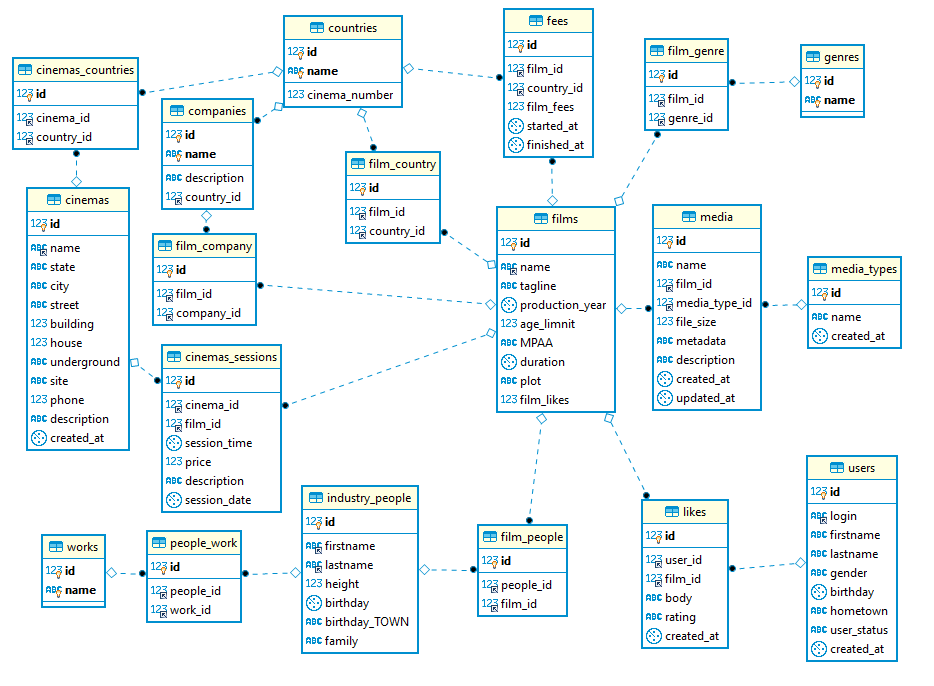 countries
123 id
ABC name
123 cinema_number
fees
123 id
123 film_id
123 country_id
123 film_fees
started_at
finished_at
film_genre
123 id
123 film_id
123 genre_id
genres
123 id
ABC name
cinemas_countries
123 id
123 cinema_id
123 country_id
companies
123 id
ABC name
ABC description
123 country_id
film_country
123 id
123 film_id
123 country_id
cinemas
123 id
ABC name
ABC state
ABC city
ABC street
123 building
123 house
ABC underground
ABC site
123 phone
ABC description
created_at
film_company
123 id
123 film_id
123 company_id
films
123 id
ABC name
ABC tagline
production_year
123 age_limnit
ABC MPAA
duration
ABC plot
123 film_likes
media
123 id
ABC name
123 film_id
123 media_type_id
123 file_size
ABC metadata
ABC description
created_at
updated_at
media_types
123 id
ABC name
created_at
cinemas_sessions
123 id
123 cinema_id
123 film_id
session_time
123 price
ABC description
session_date
works
123 id
ABC name
people_work
123 id
123 people_id
123 work_id
industry_people
123 id
ABC firstname
ABC lastname
123 height
birthday
ABC birthday_TOWN
ABC family
film_people
123 id
123 people_id
123 film_id
likes
123 id
123 user_id
123 film_id
ABC body
ABC rating
created_at
users
123 id
ABC login
ABC firstname
ABC lastname
ABC gender
birthday
ABC hometown
ABC user_status
created_at